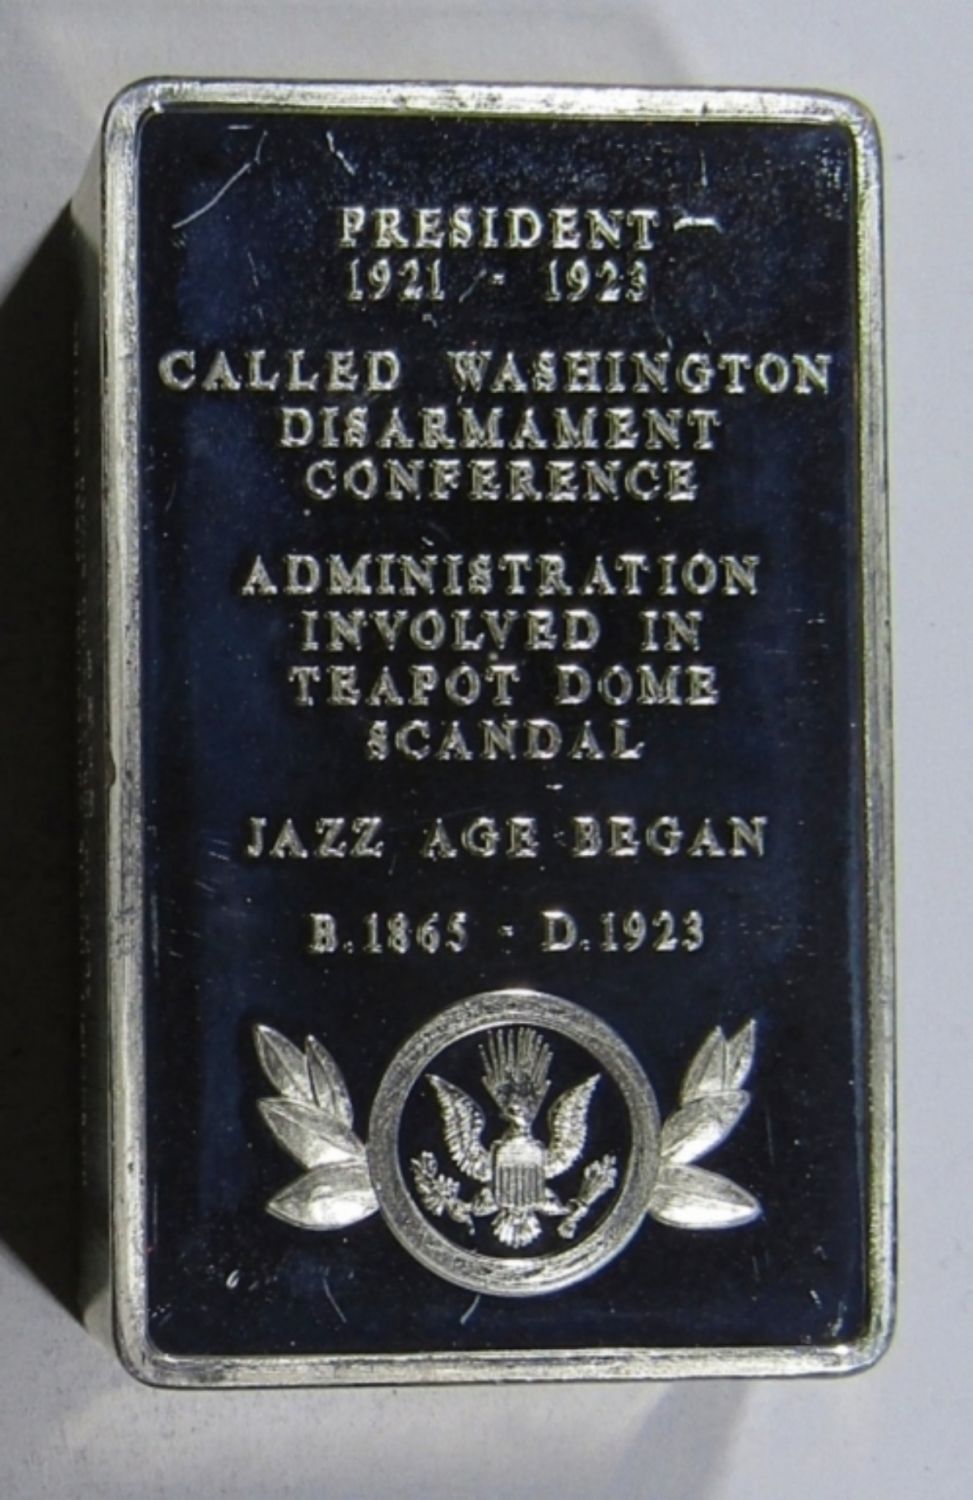 PRESIDENT
1921 - 1923
CALLED WASHINGTON
DISARMAMENT
CONFERENCE
ADMINISTRATION
INVOLVED IN
TEAPOT DOME
SCANDAL
JAZZ AGE BEGAN
B.1865 - D.1923